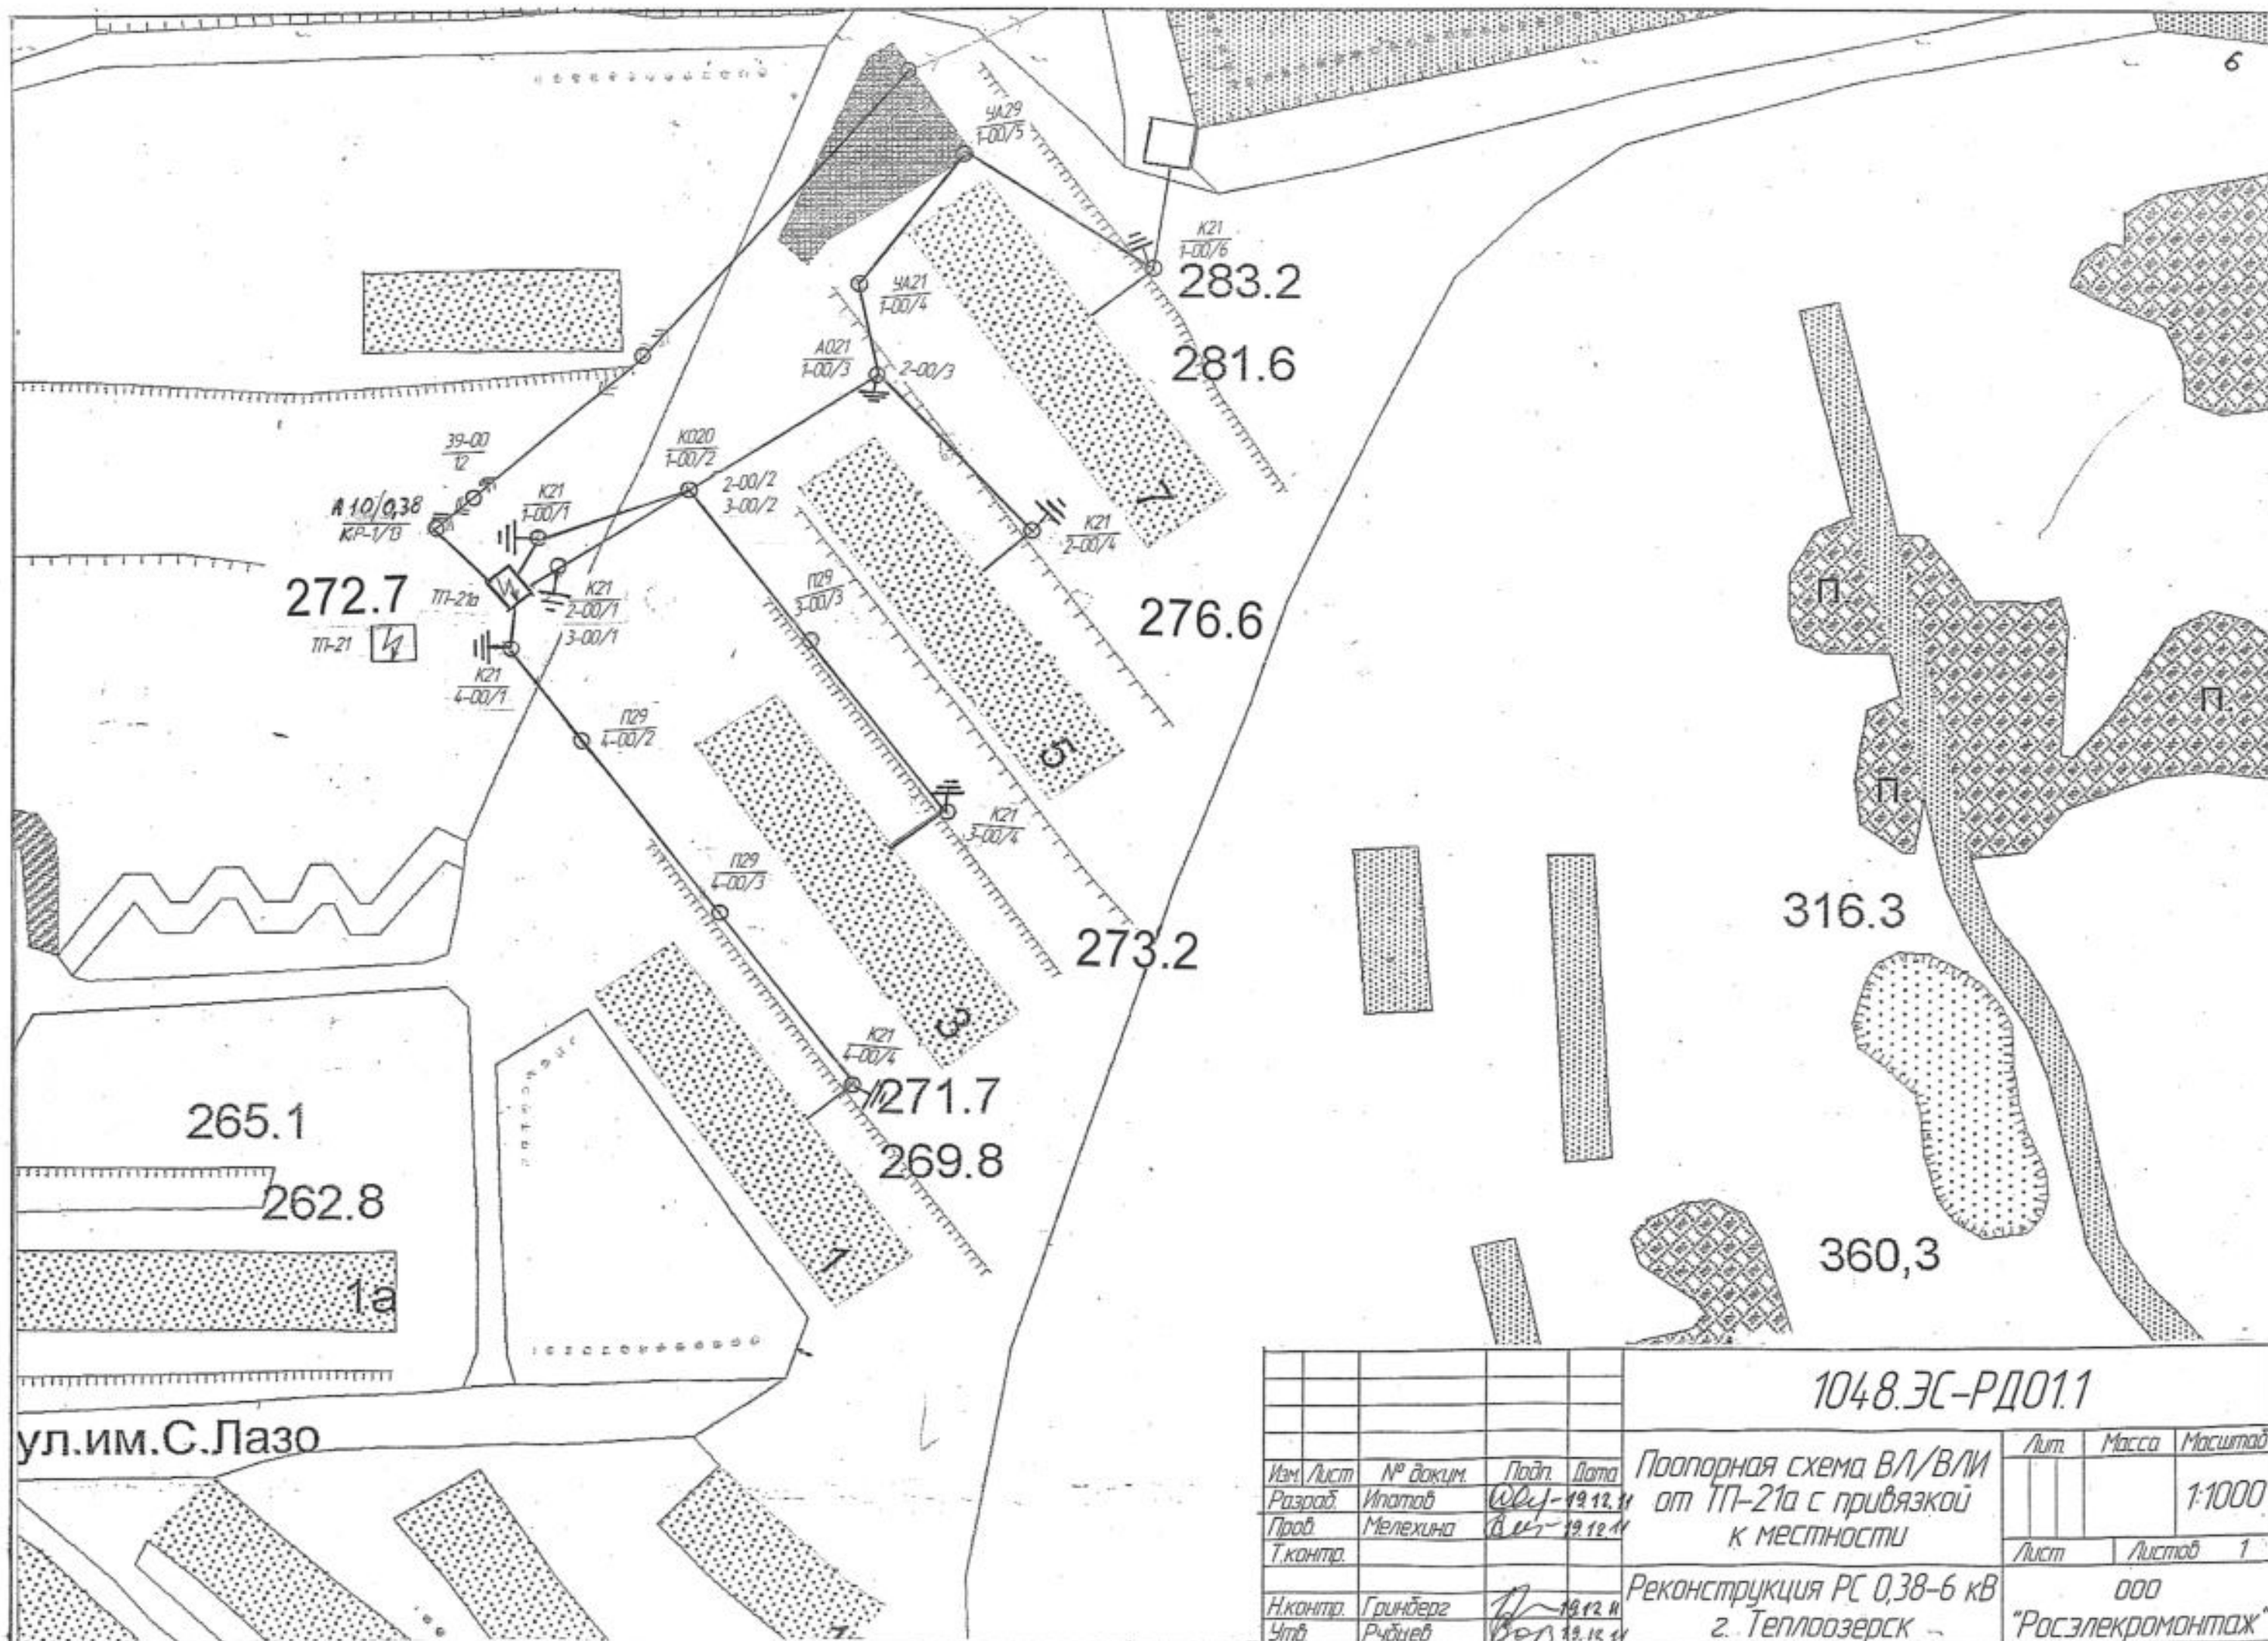 6
УА29
1-00/5
К21
1-00/6
283.2
УА21
1-00/4
281.6
А021
1-00/3
2-00/3
39-00
12
К020
1-00/2
2-00/2
3-00/2
А10/0,38
КР-1/13
К21
1-00/1
7
К21
2-00/4
272.7
ТП-21а
К21
2-00/1
3-00/1
П29
3-00/3
276.6
П
ТП-21
К21
4-00/1
П.
П29
4-00/2
5
П
К21
3-00/4
П29
4-00/3
316.3
273.2
3
К21
4-00/4
271.7
265.1
269.8
262.8
360,3
1
1а
ул.им.С.Лазо
1048.ЭС-РД01.1
Поопорная схема ВЛ/ВЛИ
от ТП-21а с привязкой
к местности
Лит. Масса Масштаб
1:1000
Изм. Лист № докум. Подп. Дата
Разраб. Ипатов 19.12.11
Пров. Мелехина 19.12.11
Т.контр.
Лист Листов 1
Н.контр. Гринберг 19.12.11
Утв. Рубцев 19.12.11
Реконструкция РС 0,38-6 кВ
г. Теплоозерск
ООО
"Росэлекромонтаж"